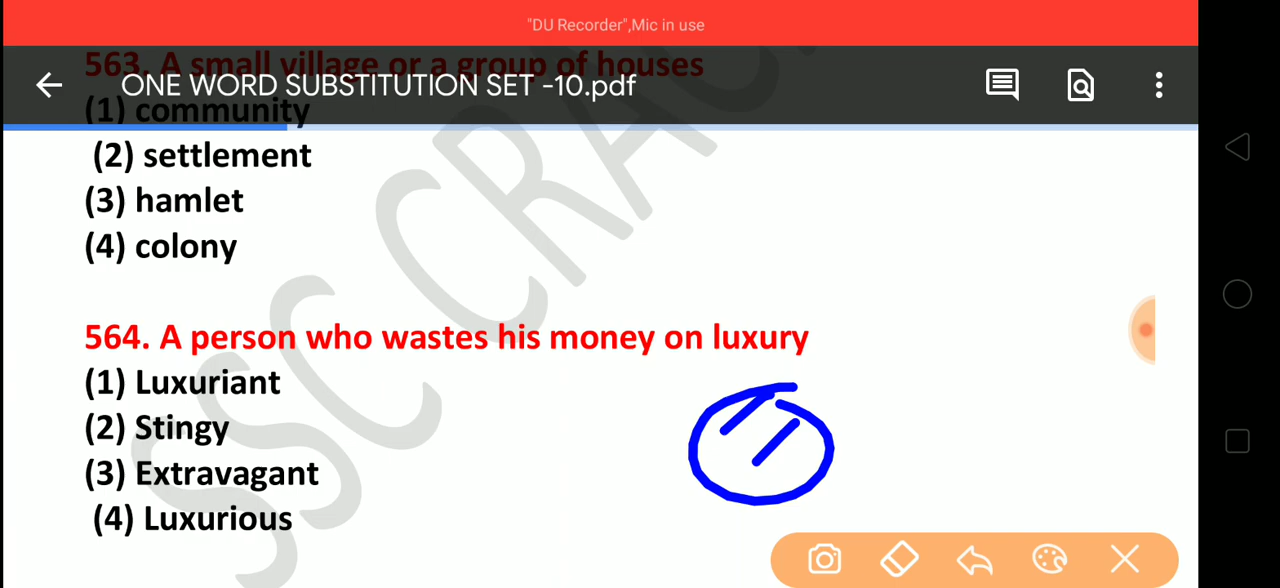 "DU Recorder",Mic in use
563. A small village or a group of houses
ONE WORD SUBSTITUTION SET -10.pdf
(1) community
(2) settlement
(3) hamlet
(4) colony
564. A person who wastes his money on luxury
(1) Luxuriant
(2) Stingy
(3) Extravagant
(4) Luxurious
SSC CRAC